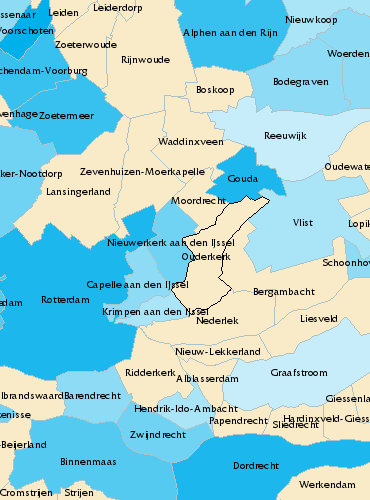 Leiderdorp
ssenaar
Leiden
Nieuwkoop
Voorschoten
Alphen aan den Rijn
Zoeterwoude
Rijnwoude
Woerden
chendam-Voorburg
Bodegraven
Boskoop
venhage
Zoetermeer
Reeuwijk
Waddinxveen
Oudewate
ker-Nootdorp
Zevenhuizen-Moerkapelle
Gouda
Lansingerland
Moordrecht
Vlist
Lopik
Nieuwerkerk aan den IJssel
Ouderkerk
Schoonhov
Capelle aan den IJssel
Bergambacht
edam
Rotterdam
Krimpen aan den IJssel
Nederlek
Liesveld
Nieuw-Lekkerland
Ridderkerk
Graafstroom
Alblasserdam
lbrandswaard
Barendrecht
Giessenla
Hendrik-Ido-Ambacht
enisse
Papendrecht
Hardinxveld-Giess
Sliedrecht
Zwijndrecht
-Beijerland
Binnenmaas
Dordrecht
Werkendam
Cromstrijen
Strijen